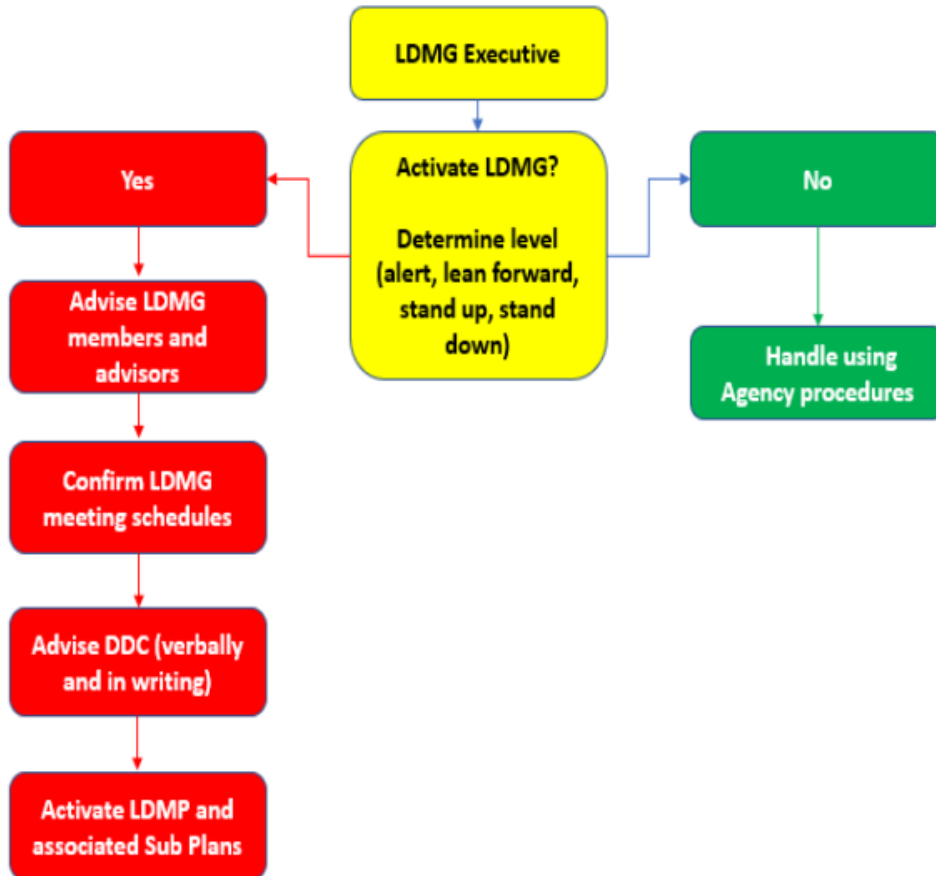 LDMG Executive
Activate LDMG?
Determine level
(alert, lean forward,
stand up, stand
down)
Yes
Advise LDMG
members and
advisors
Confirm LDMG
meeting schedules
Advise DDC (verbally
and in writing)
Activate LDMP and
associated Sub Plans
No
Handle using
Agency procedures